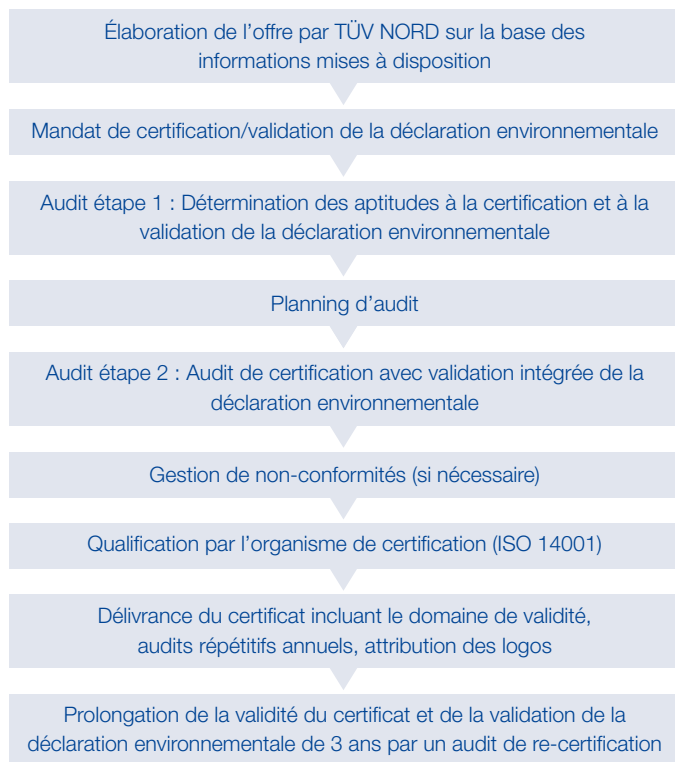 Élaboration de l’offre par TÜV NORD sur la base des
informations mises à disposition
Mandat de certification/validation de la déclaration environnementale
Audit étape 1 : Détermination des aptitudes à la certification et à la
validation de la déclaration environnementale
Planning d’audit
Audit étape 2 : Audit de certification avec validation intégrée de la
déclaration environnementale
Gestion de non-conformités (si nécessaire)
Qualification par l’organisme de certification (ISO 14001)
Délivrance du certificat incluant le domaine de validité,
audits répétitifs annuels, attribution des logos
Prolongation de la validité du certificat et de la validation de la
déclaration environnementale de 3 ans par un audit de re-certification